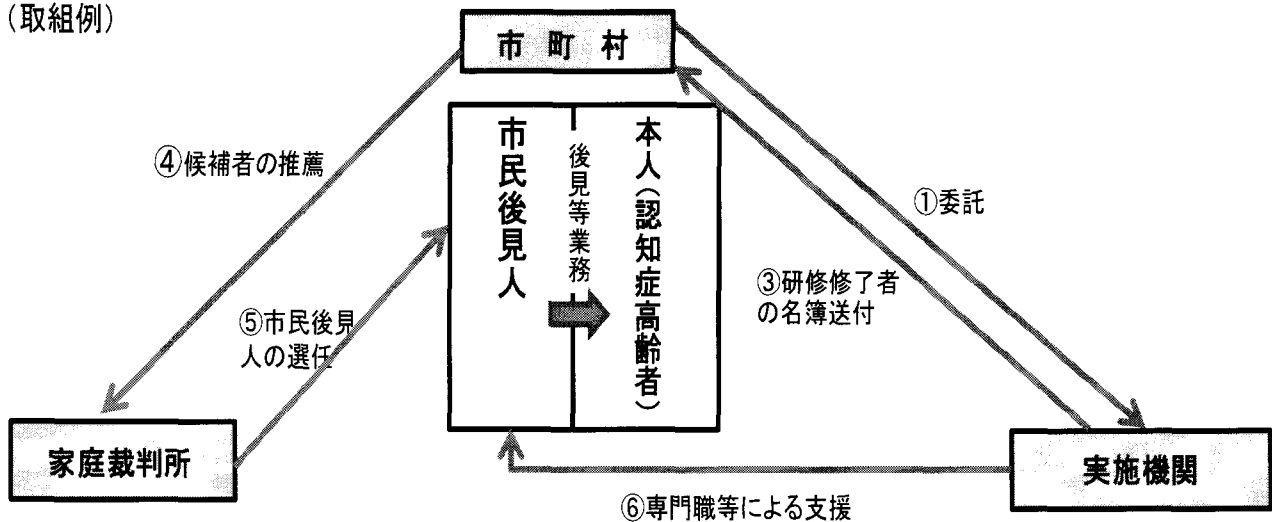 （取組例）
市町村
④候補者の推薦
市民後見人
後見等業務
本人（認知症高齢者）
①委託
③研修修了者
の名簿送付
⑤市民後見
人の選任
家庭裁判所
実施機関
⑥専門職等による支援